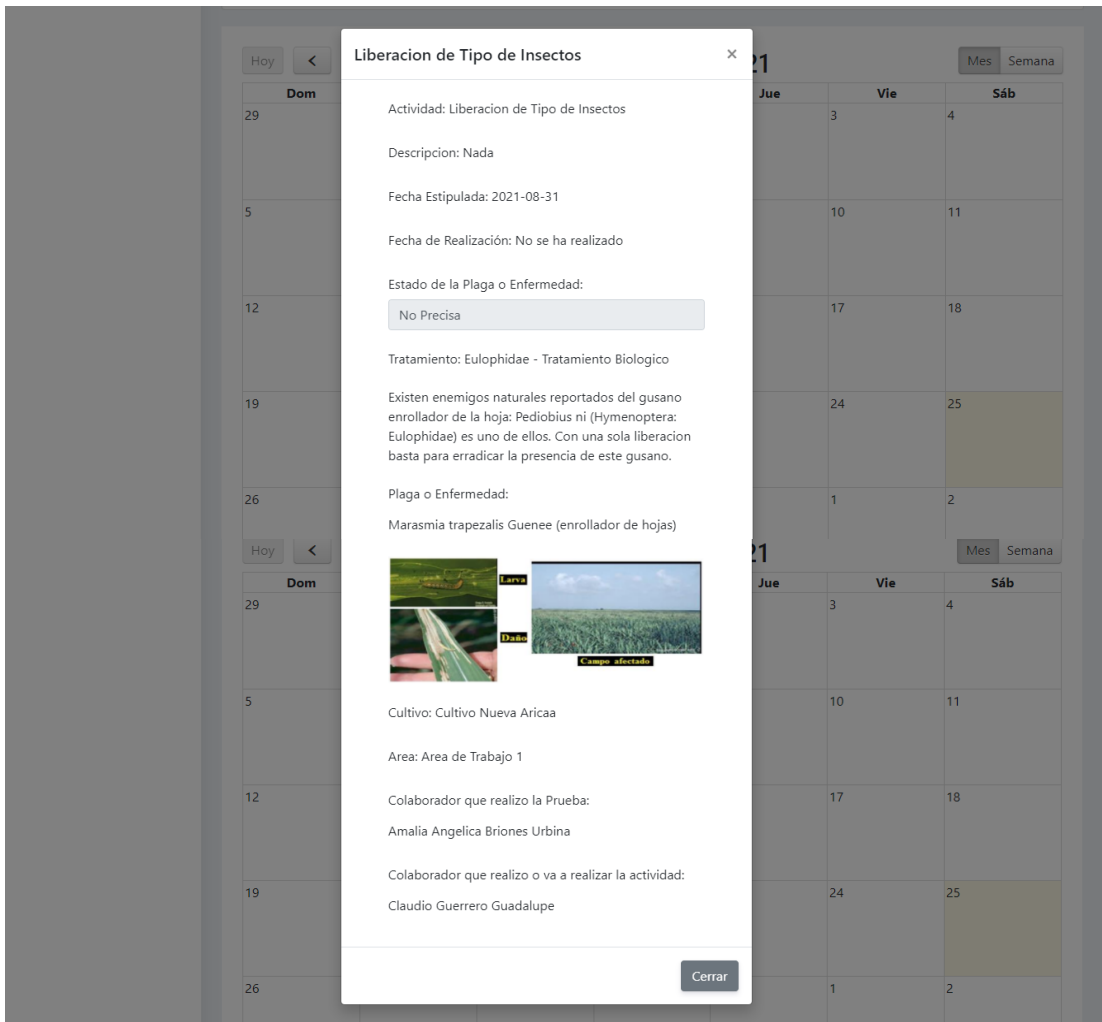 Liberacion de Tipo de Insectos
×
Hoy
21
Mes Semana
Dom Jue Vie Sáb
29 3 4
5 10 11
12 17 18
19 24 25
26 1 2
Actividad: Liberacion de Tipo de Insectos
Descripcion: Nada
Fecha Estipulada: 2021-08-31
Fecha de Realización: No se ha realizado
Estado de la Plaga o Enfermedad:
No Precisa
Tratamiento: Eulophidae - Tratamiento Biologico
Existen enemigos naturales reportados del gusano
enrollador de la hoja: Pediobius ni (Hymenoptera:
Eulophidae) es uno de ellos. Con una sola liberacion
basta para erradicar la presencia de este gusano.
Plaga o Enfermedad:
Marasmia trapezalis Guenee (enrollador de hojas)
Larva
Daño
Campo afectado
Hoy
21
Mes Semana
Dom Jue Vie Sáb
29 3 4
5 10 11
12 17 18
19 24 25
26 1 2
Cultivo: Cultivo Nueva Aricaa
Area: Area de Trabajo 1
Colaborador que realizo la Prueba:
Amalia Angelica Briones Urbina
Colaborador que realizo o va a realizar la actividad:
Claudio Guerrero Guadalupe
Cerrar